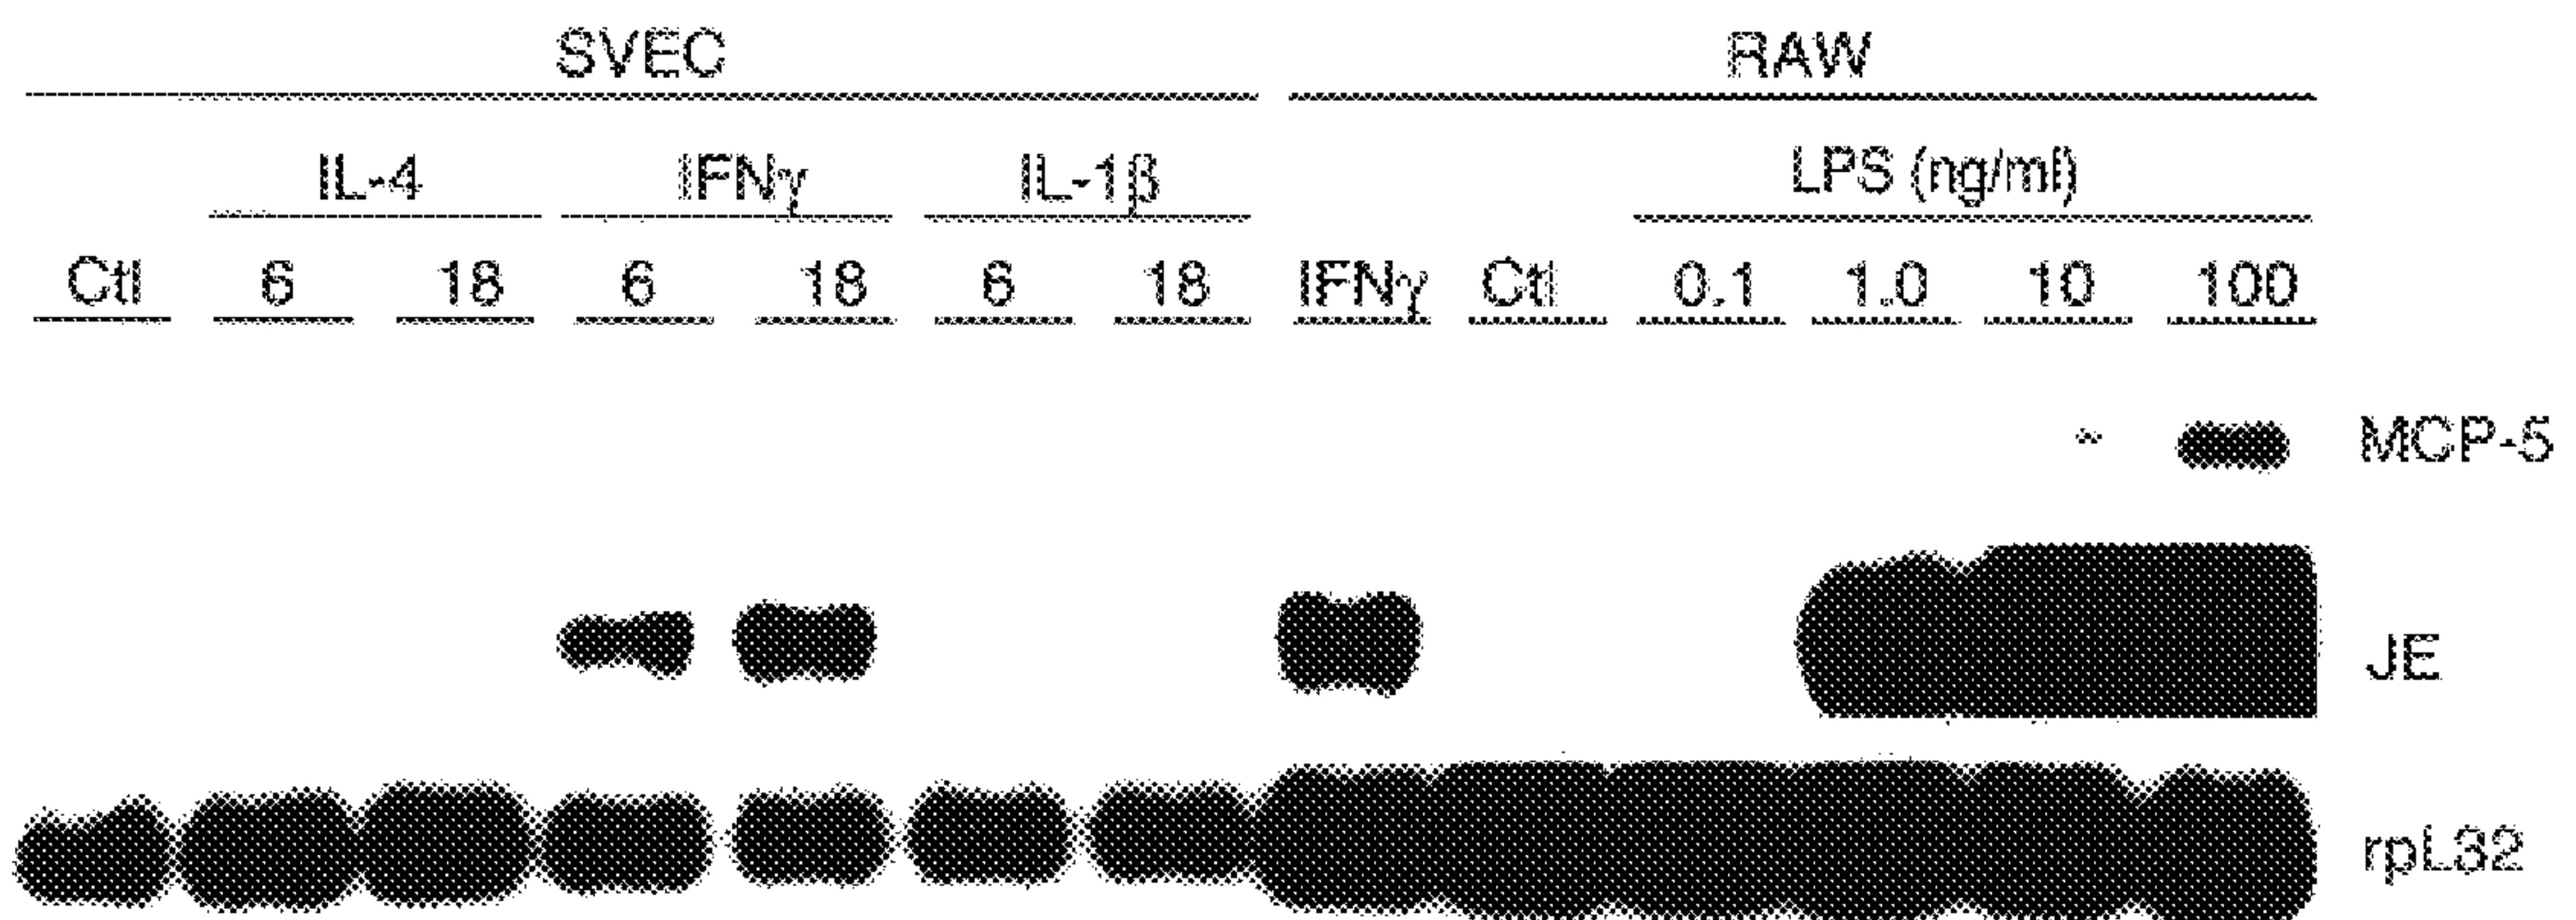 SVEC RAW
IL-4 IFNγ IL-1β LPS (ng/ml)
Ctl 6 18 6 18 6 18 IFNγ Ctl 0.1 1.0 10 100
MCP-5
JE
rpL32